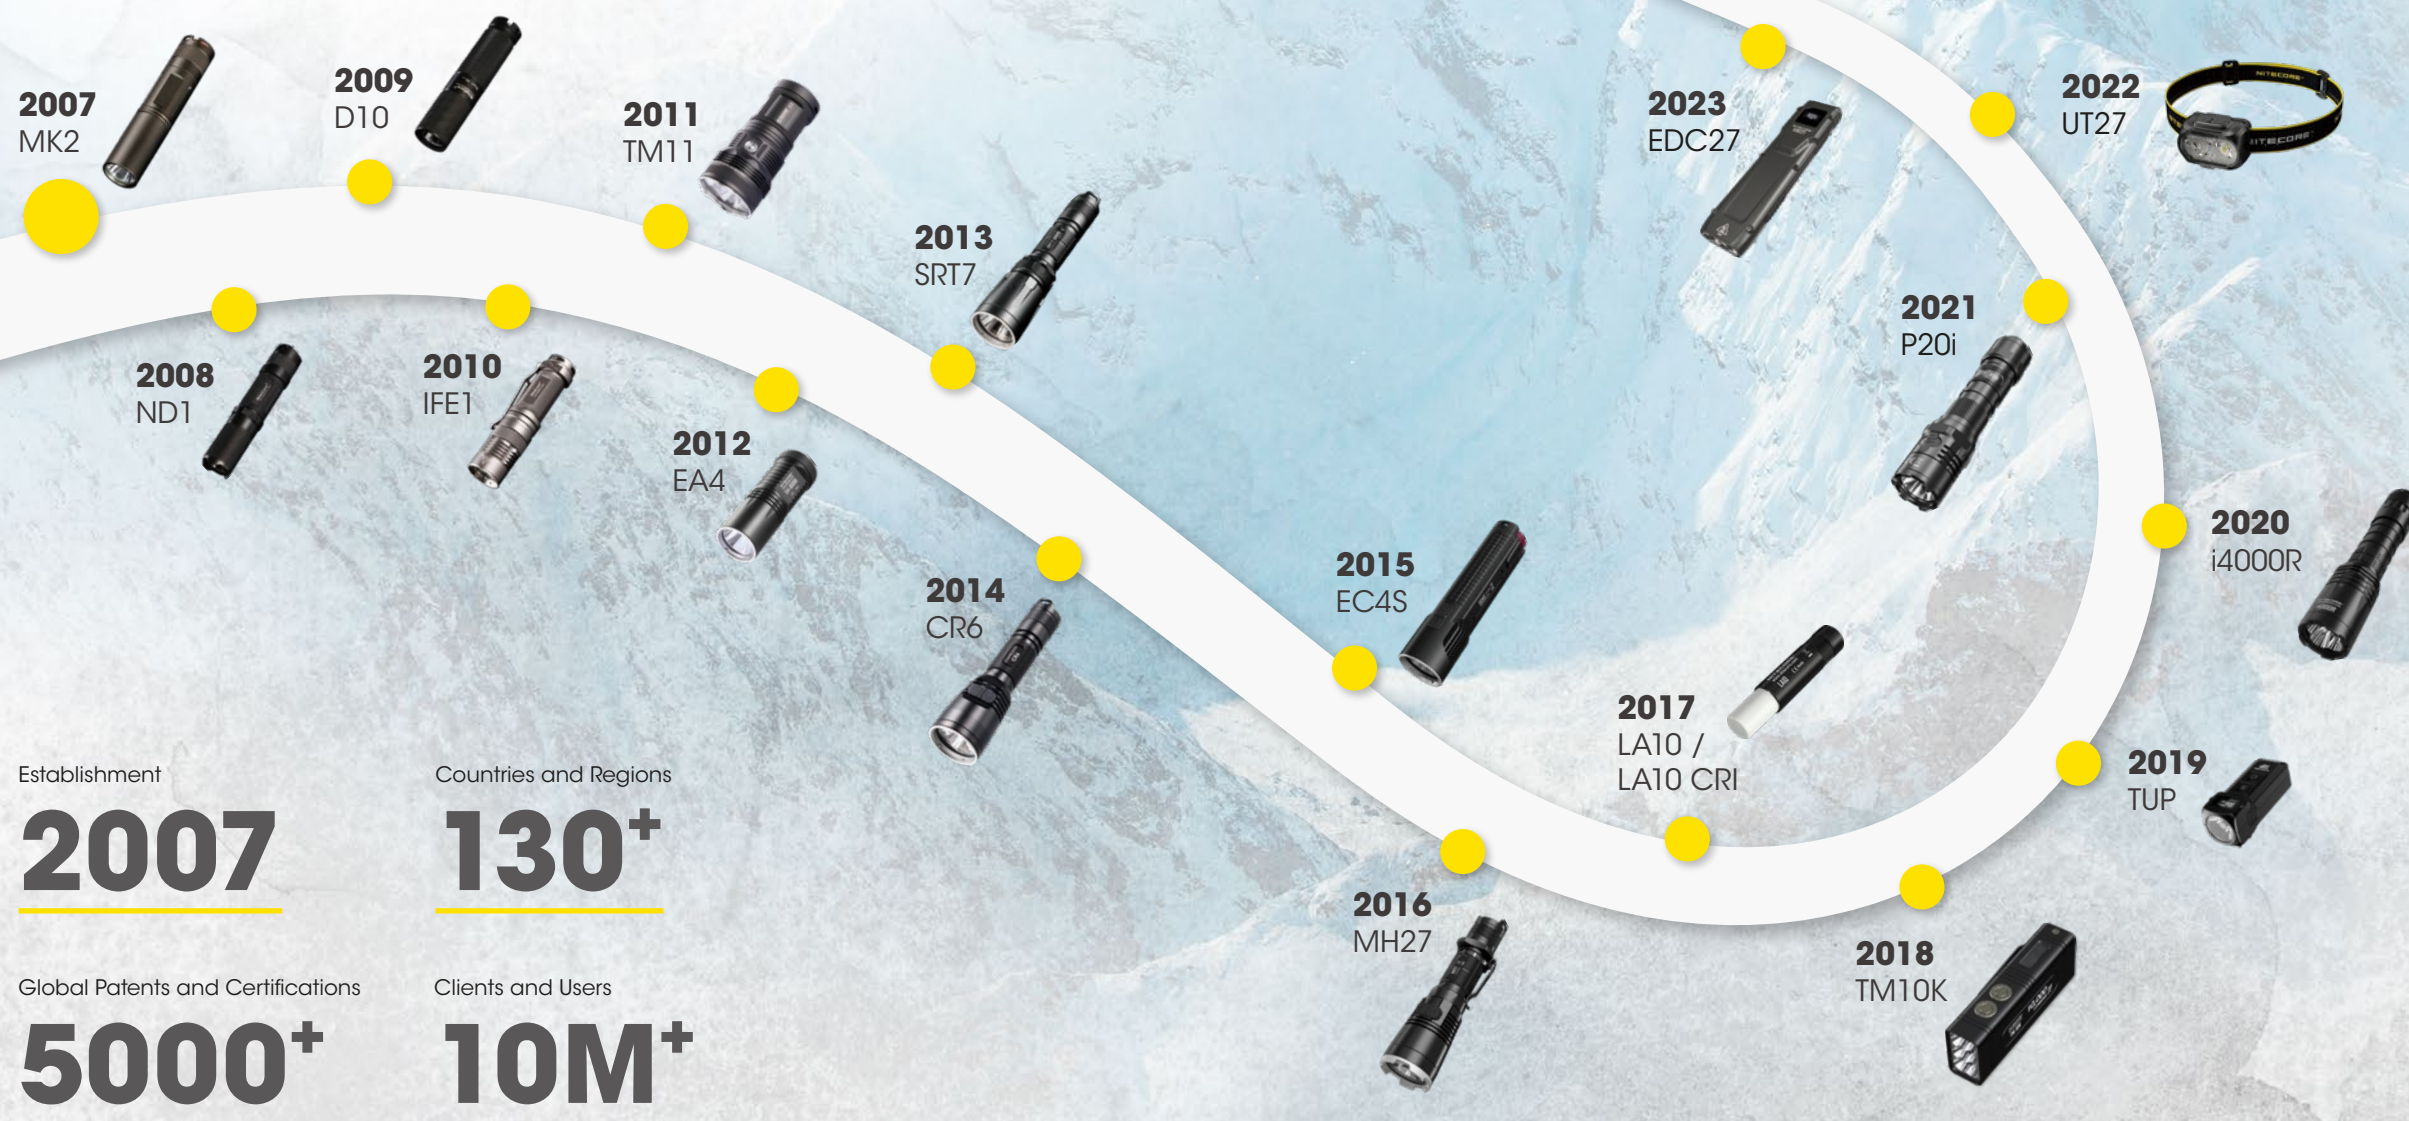 2007
MK2
2008
ND1
2009
D10
2010
IFE1
2011
TM11
2012
EA4
2013
SRT7
2014
CR6
2015
EC4S
2016
MH27
2017
LA10 /
LA10 CRI
2018
TM10K
2019
TUP
2020
i4000R
2021
P20i
2022
UT27
NITECORE
NITECORE
2023
EDC27
Establishment
2007
Countries and Regions
130+
Global Patents and Certifications
5000+
Clients and Users
10M+